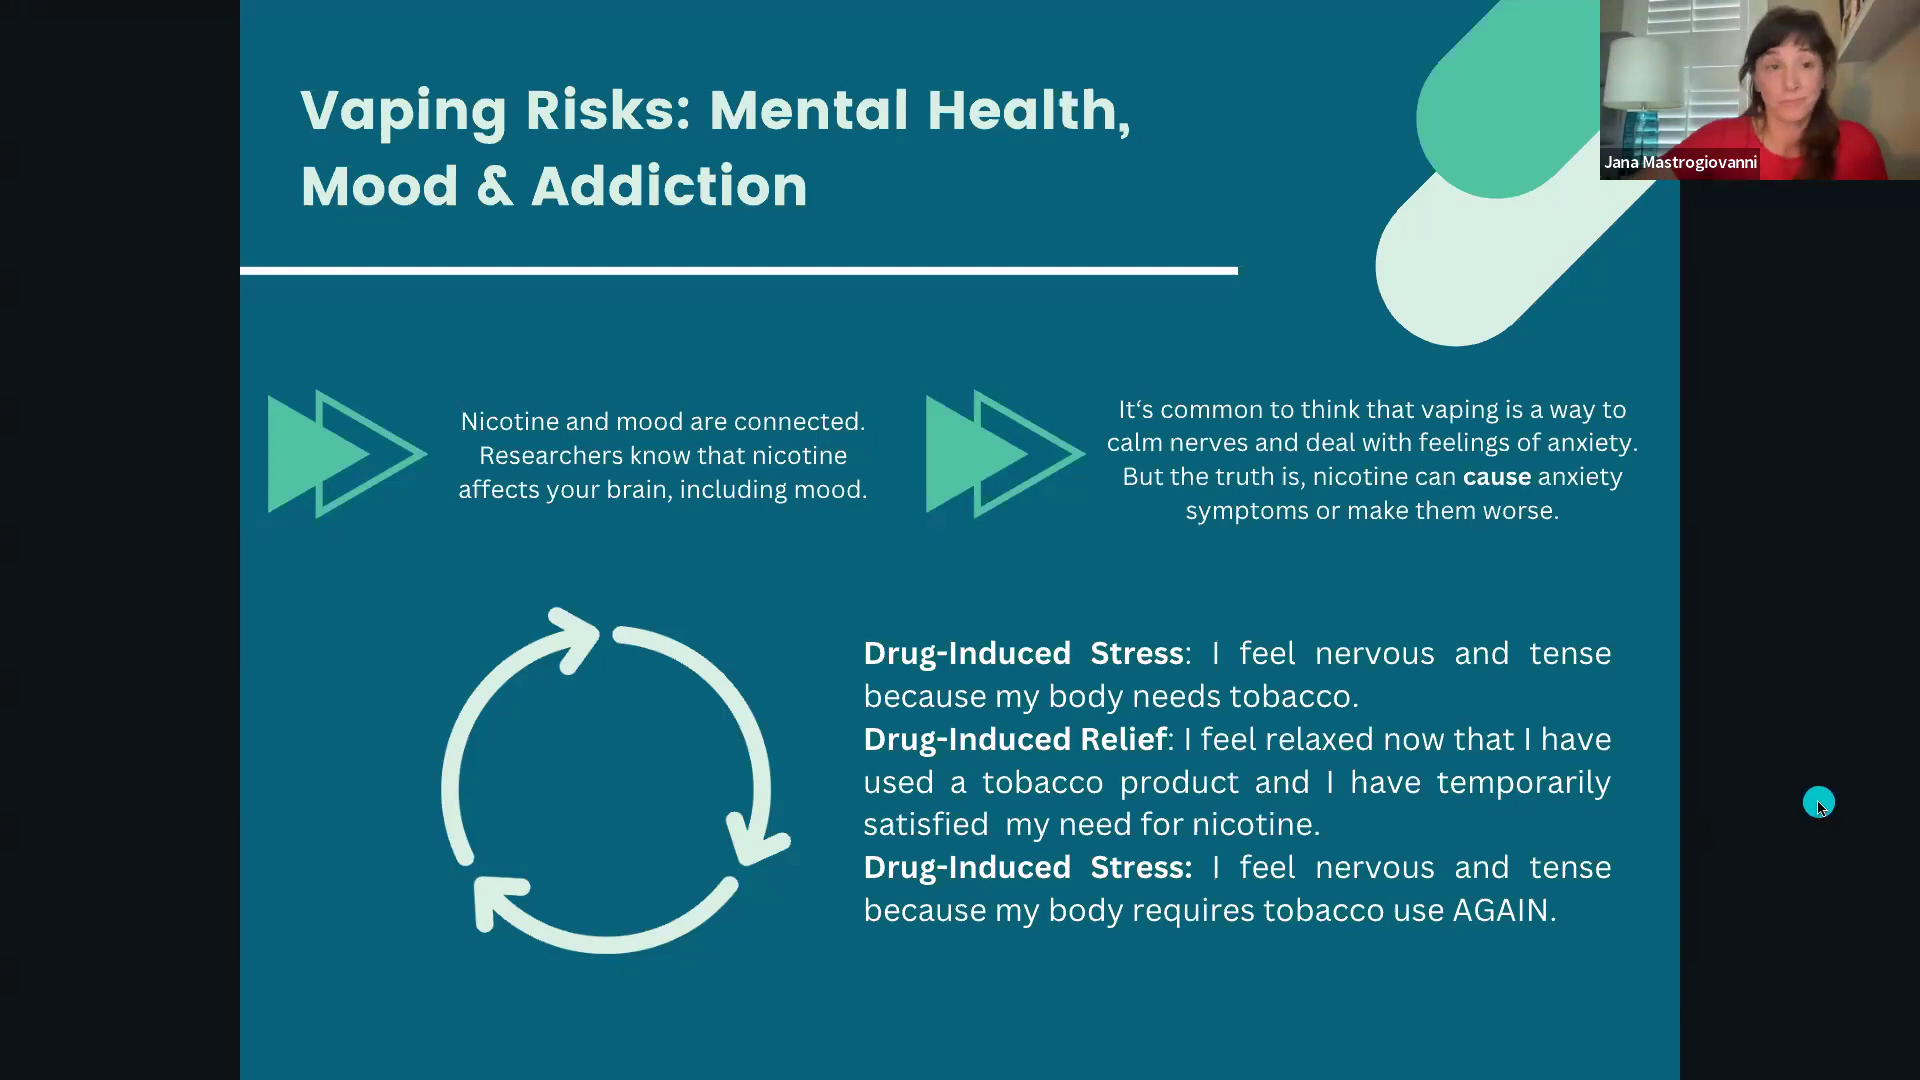 Vaping Risks: Mental Health,
Mood & Addiction
Jana Mastrogiovanni
Nicotine and mood are connected.
Researchers know that nicotine
affects your brain, including mood.
It‘s common to think that vaping is a way to
calm nerves and deal with feelings of anxiety.
But the truth is, nicotine can cause anxiety
symptoms or make them worse.
Drug-Induced Stress: I feel nervous and tense
because my body needs tobacco.
Drug-Induced Relief: I feel relaxed now that I have
used a tobacco product and I have temporarily
satisfied my need for nicotine.
Drug-Induced Stress: I feel nervous and tense
because my body requires tobacco use AGAIN.